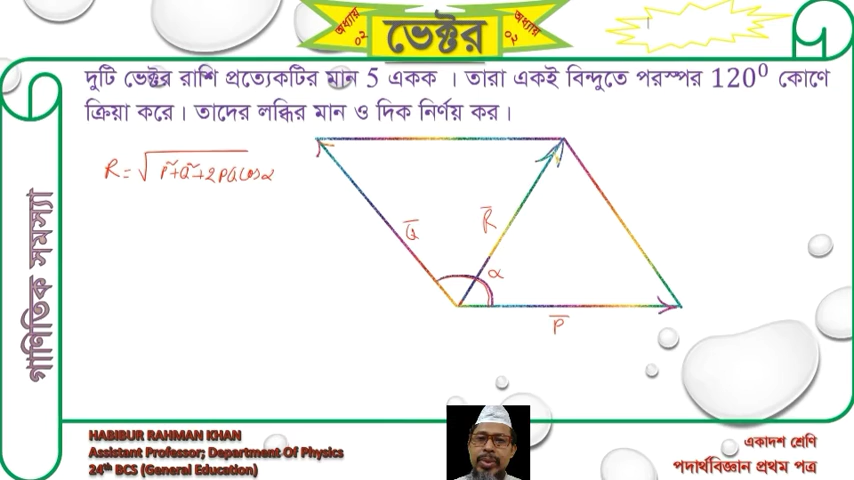 অধ্যায় ০২
ভেক্টর
অধ্যায় ০২
দুটি ভেক্টর রাশি প্রত্যেকটির মান 5 একক । তারা একই বিন্দুতে পরস্পর 120⁰ কোণে
ক্রিয়া করে। তাদের লব্ধির মান ও দিক নির্ণয় কর।
R = √P²+Q²+2PQCosα
Q̅
R̅
α
P̅
গাণিতিক সমস্যা
HABIBUR RAHMAN KHAN
Assistant Professor; Department Of Physics
24th BCS (General Education)
একাদশ শ্রেণি
পদার্থবিজ্ঞান প্রথম পত্র